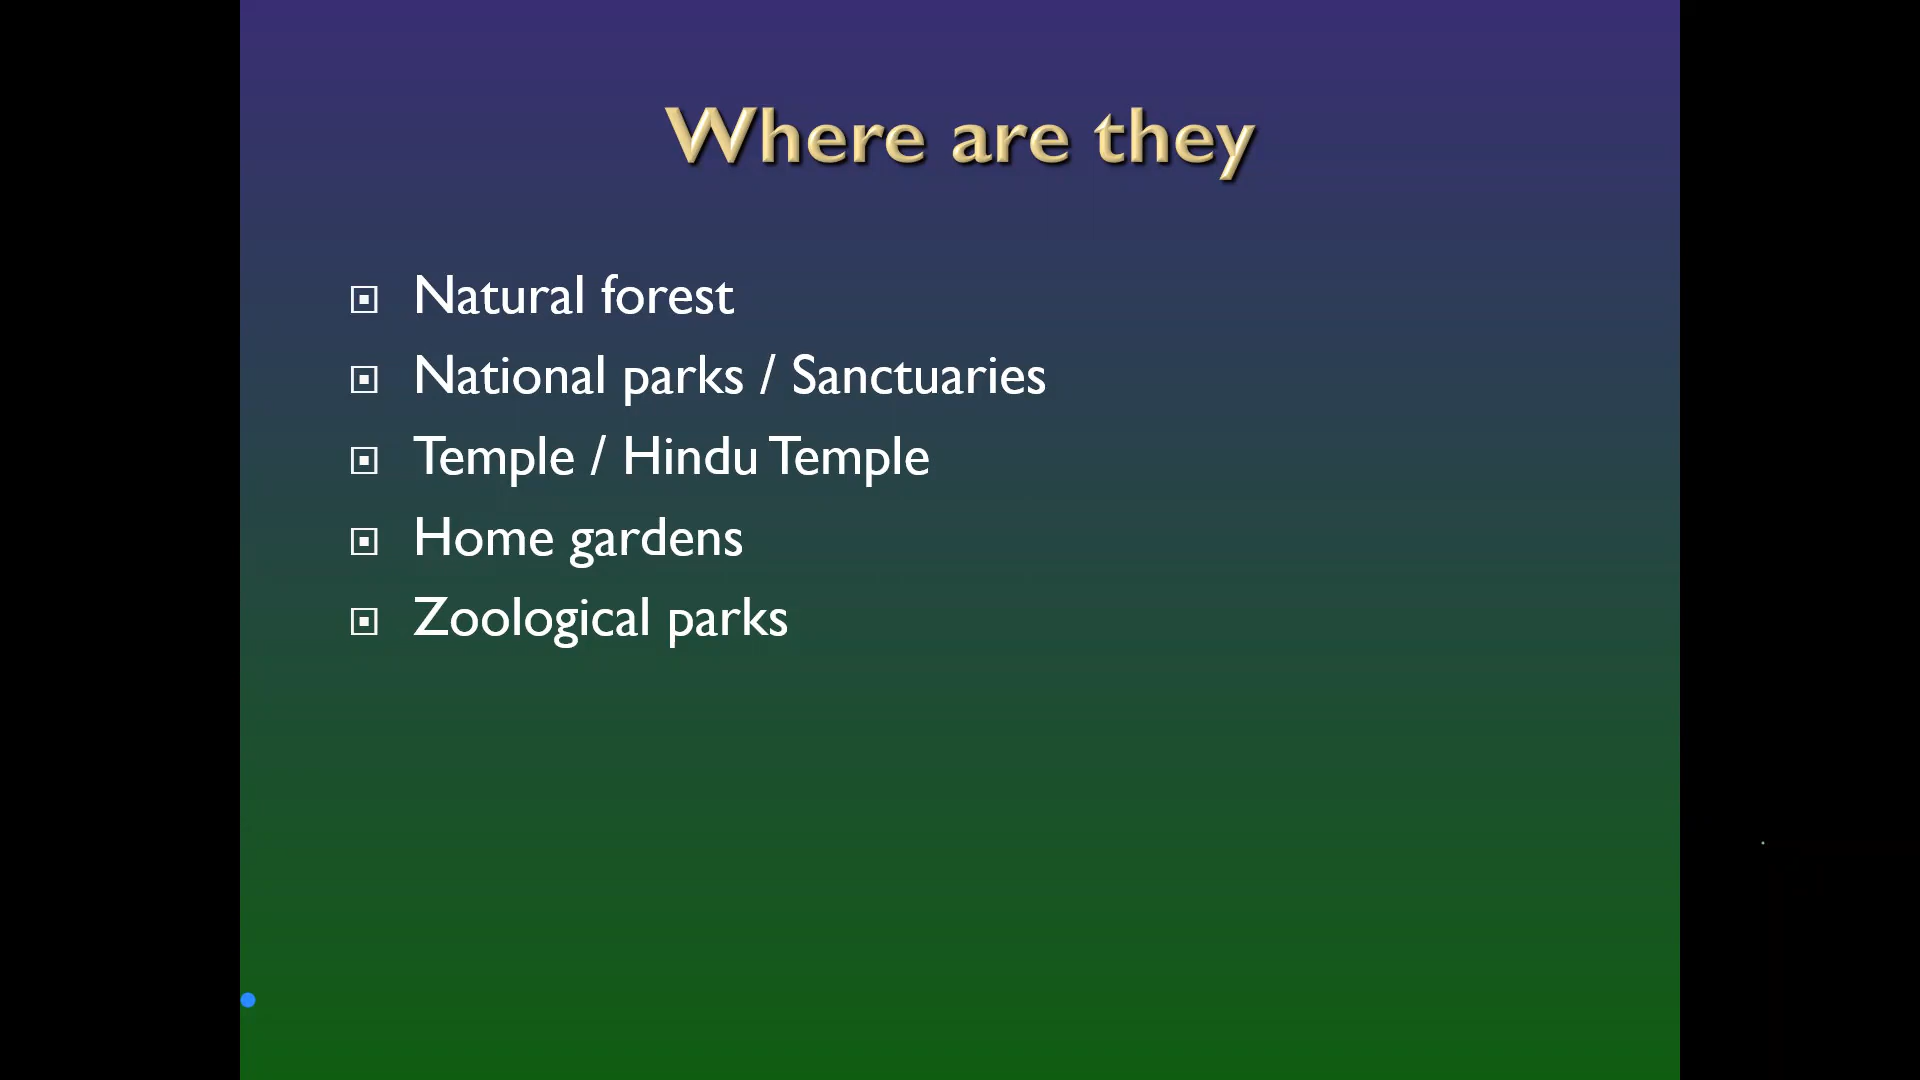 Where are they
Natural forest
National parks / Sanctuaries
Temple / Hindu Temple
Home gardens
Zoological parks